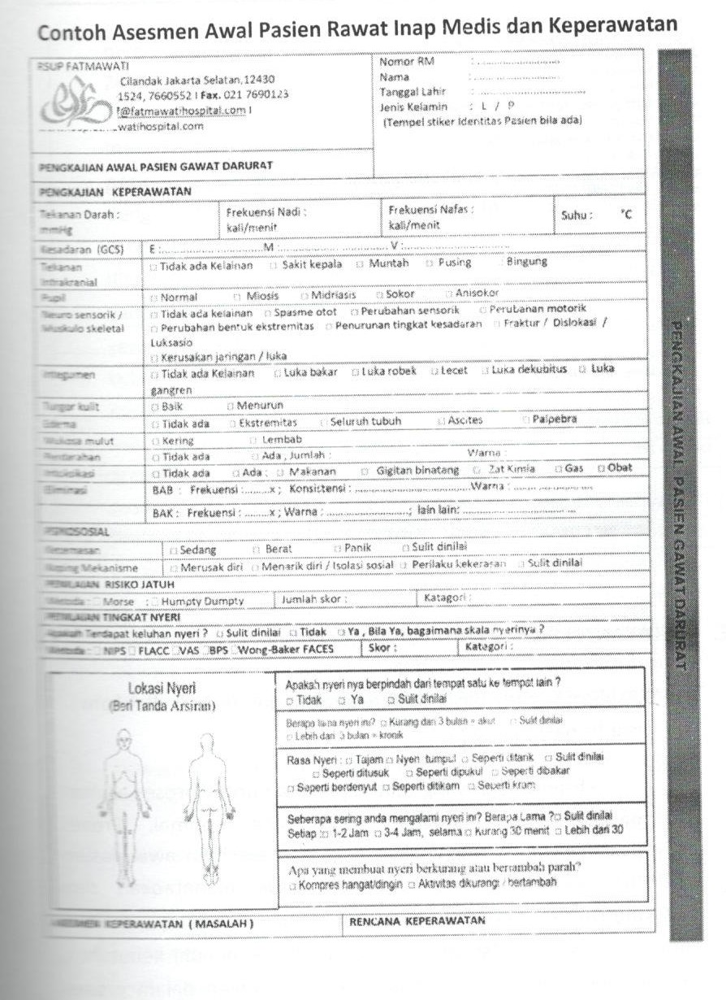 Contoh Asesmen Awal Pasien Rawat Inap Medis dan Keperawatan
RSUP FATMAWATI
Cilandak Jakarta Selatan, 12430
1524, 7660552 I Fax. 021 7690123
@fatmawatihospital.com I
watihospital.com
Nomor RM :
Nama :
Tanggal Lahir :
Jenis Kelamin : L / P
(Tempel stiker Identitas Pasien bila ada)
PENGKAJIAN AWAL PASIEN GAWAT DARURAT
PENGKAJIAN KEPERAWATAN
Tekanan Darah :
mmHg
Frekuensi Nadi :
kali/menit
Frekuensi Nafas :
kali/menit
Suhu : °C
Kesadaran (GCS) E : M : V :
Tekanan Intrakranial □ Tidak ada Kelainan □ Sakit kepala □ Muntah □ Pusing Bingung
Pupil □ Normal □ Miosis □ Midriasis □ Sokor □ Anisokor
Neuro sensorik / □ Tidak ada kelainan □ Spasme otot □ Perubahan sensorik □ Perubahan motorik
Muskulo skeletal □ Perubahan bentuk ekstremitas □ Penurunan tingkat kesadaran □ Fraktur / Dislokasi /
Luksasio
□ Kerusakan jaringan / luka
Integumen □ Tidak ada Kelainan □ Luka bakar □ Luka robek □ Lecet □ Luka dekubitus □ Luka
gangren
Turgor kulit □ Baik □ Menurun
Edema □ Tidak ada □ Ekstremitas □ Seluruh tubuh □ Ascites □ Palpebra
Mukosa mulut □ Kering □ Lembab
Perdarahan □ Tidak ada □ Ada , Jumlah : Warna :
Intoksikasi □ Tidak ada □ Ada : □ Makanan □ Gigitan binatang □ Zat Kimia □ Gas □ Obat
Eliminasi BAB : Frekuensi :.........x ; Konsistensi : Warna :
BAK : Frekuensi : ........x ; Warna : ; lain lain:
PSIKOSOSIAL
Kecemasan □ Sedang □ Berat □ Panik □ Sulit dinilai
Koping Mekanisme □ Merusak diri □ Menarik diri / Isolasi sosial □ Perilaku kekerasan □ Sulit dinilai
PENILAIAN RISIKO JATUH
Metoda : □ Morse : □ Humpty Dumpty Jumlah skor : Katagori :
PENILAIAN TINGKAT NYERI
Apakah Terdapat keluhan nyeri ? □ Sulit dinilai □ Tidak □ Ya , Bila Ya, bagaimana skala nyerinya ?
Metoda : □ NIPS □ FLACC □ VAS □ BPS □ Wong-Baker FACES Skor : Kategori :
Lokasi Nyeri
(Beri Tanda Arsiran)
Apakah nyeri nya berpindah dari tempat satu ke tempat lain ?
□ Tidak □ Ya □ Sulit dinilai
Berapa lama nyeri ini? □ Kurang dari 3 bulan = akut □ Sulit dinilai
□ Lebih dari 3 bulan = kronik
Rasa Nyeri : □ Tajam □ Nyeri tumpul □ Seperti ditarik □ Sulit dinilai
□ Seperti ditusuk □ Seperti dipukul □ Seperti dibakar
□ Seperti berdenyut □ Seperti ditikam □ Seperti kram
Seberapa sering anda mengalami nyeri ini? Berapa Lama ? □ Sulit dinilai
Setiap : □ 1-2 Jam □ 3-4 Jam, selama □ Kurang 30 menit □ Lebih dari 30
Apa yang membuat nyeri berkurang atau bertambah parah?
□ Kompres hangat/dingin □ Aktivitas dikurangi / bertambah
ASESMEN KEPERAWATAN ( MASALAH )
RENCANA KEPERAWATAN
PENGKAJIAN AWAL PASIEN GAWAT DARURAT